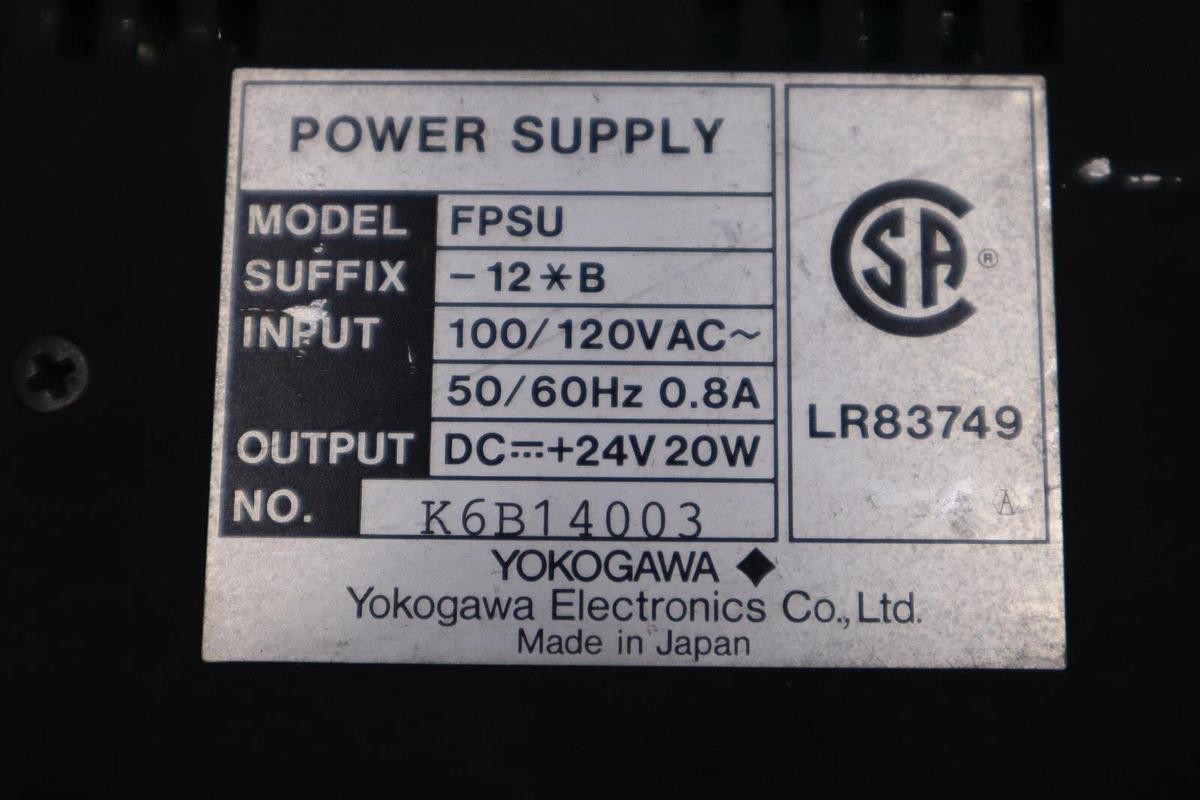 POWER SUPPLY
MODEL FPSU
SUFFIX -12*B
INPUT 100/120VAC~
50/60Hz 0.8A
OUTPUT DC⎓+24V 20W
NO. K6B14003
CSA®
LR83749
A
YOKOGAWA ◆
Yokogawa Electronics Co., Ltd.
Made in Japan